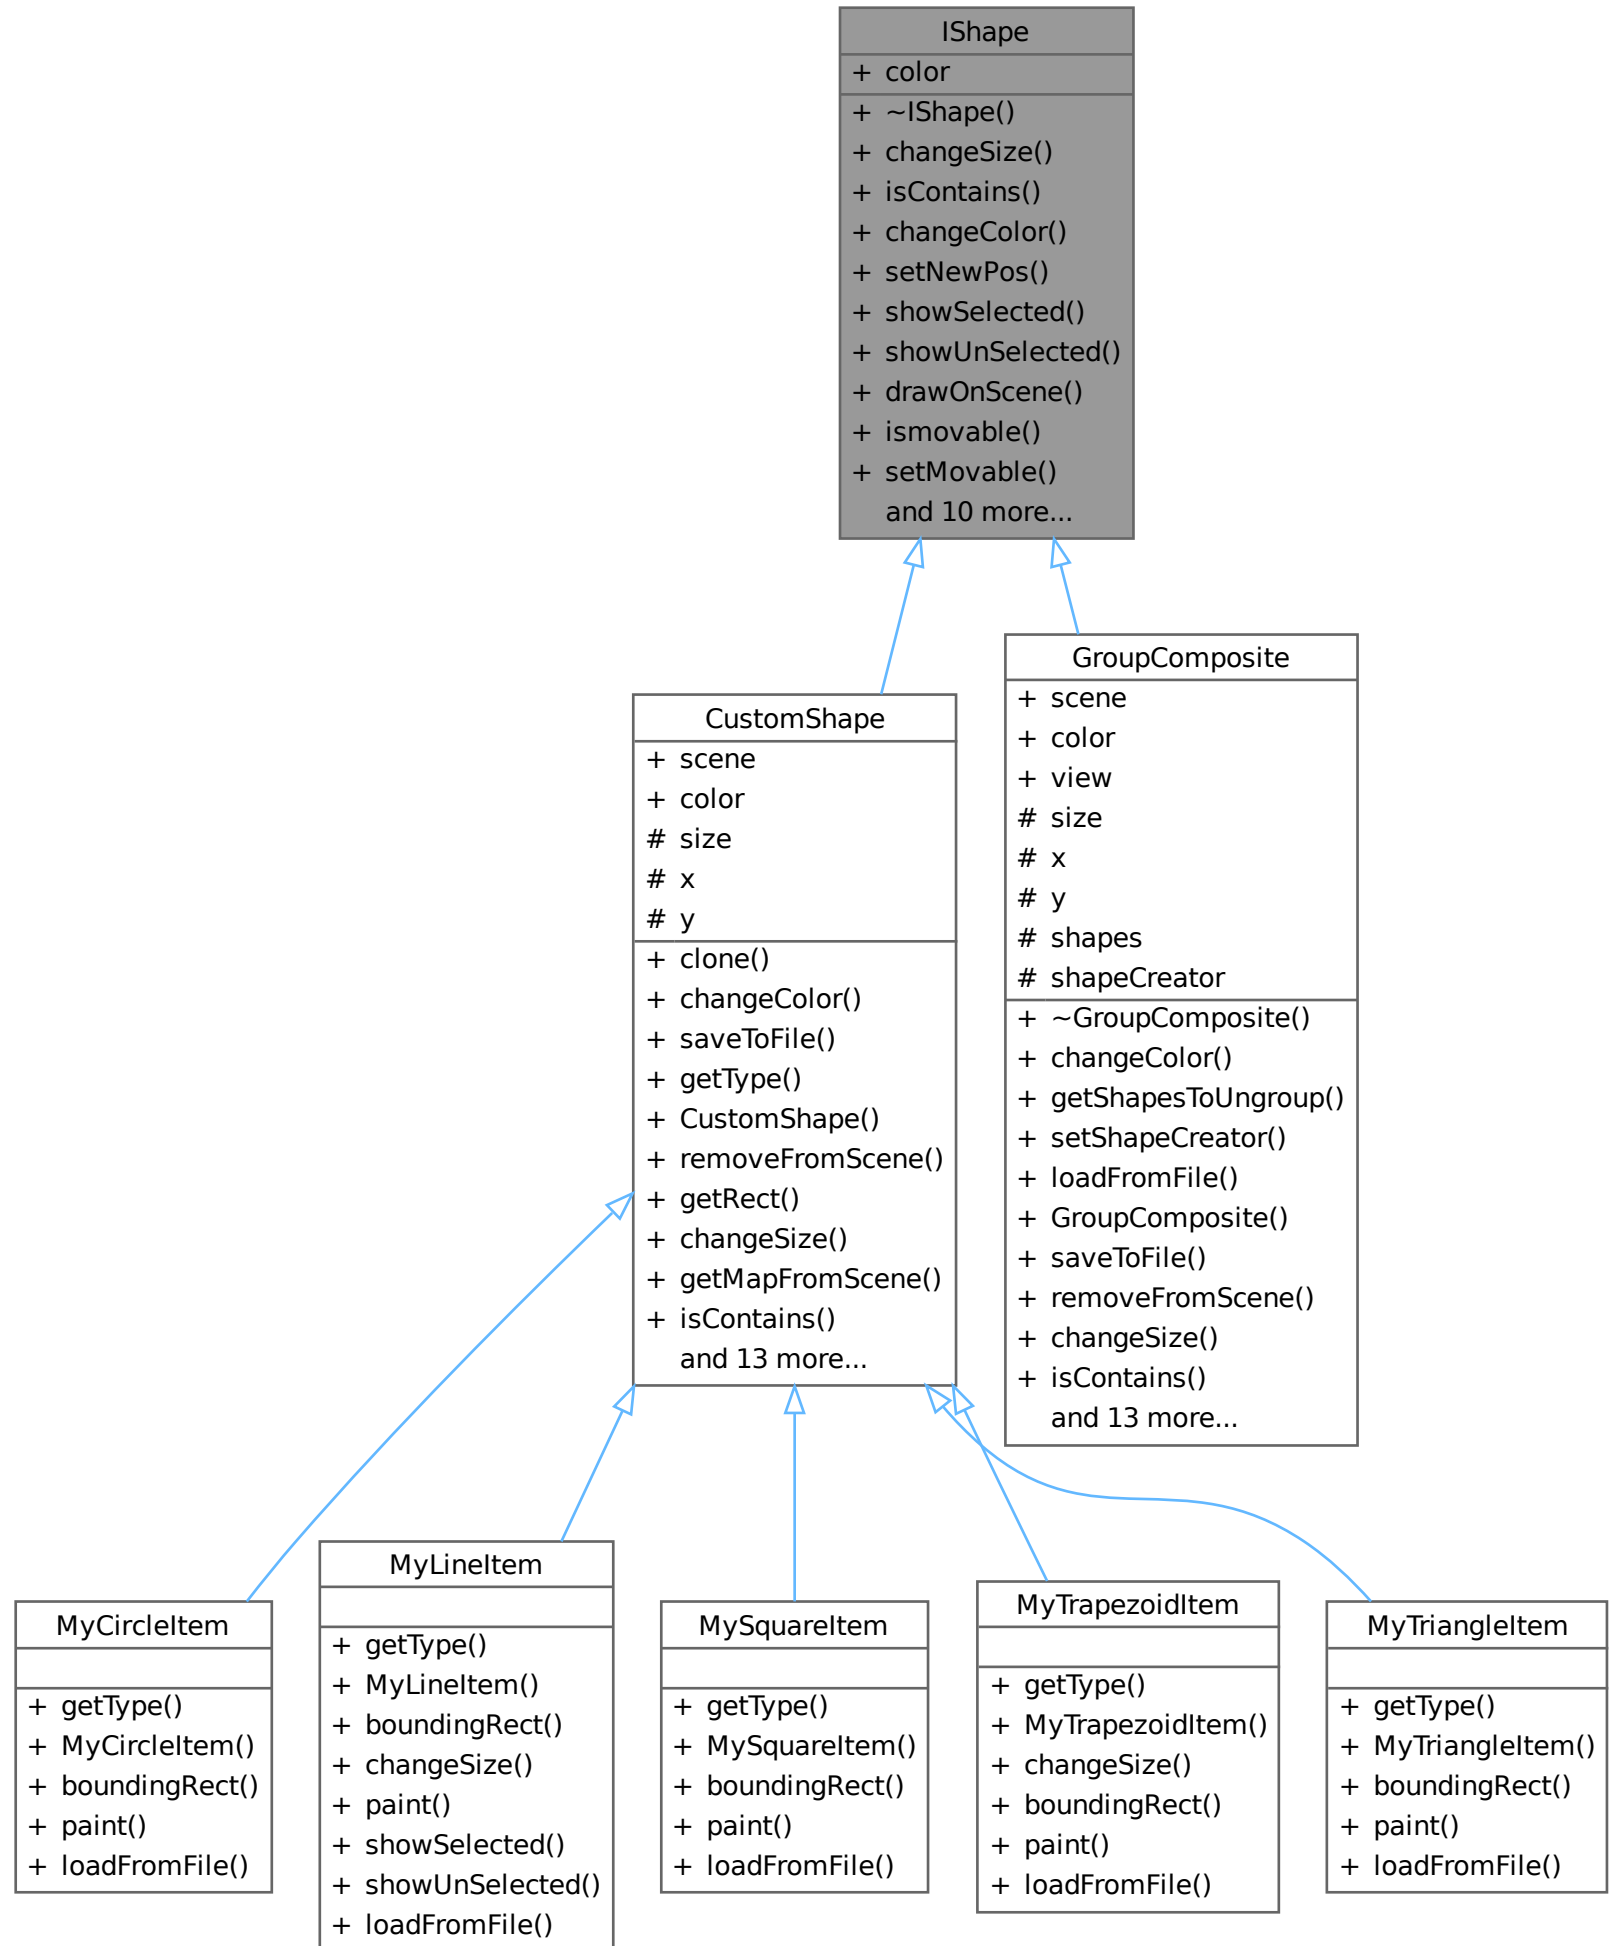 IShape
+ color
+ ~IShape()
+ changeSize()
+ isContains()
+ changeColor()
+ setNewPos()
+ showSelected()
+ showUnSelected()
+ drawOnScene()
+ ismovable()
+ setMovable()
and 10 more...
CustomShape
+ scene
+ color
# size
# x
# y
+ clone()
+ changeColor()
+ saveToFile()
+ getType()
+ CustomShape()
+ removeFromScene()
+ getRect()
+ changeSize()
+ getMapFromScene()
+ isContains()
and 13 more...
GroupComposite
+ scene
+ color
+ view
# size
# x
# y
# shapes
# shapeCreator
+ ~GroupComposite()
+ changeColor()
+ getShapesToUngroup()
+ setShapeCreator()
+ loadFromFile()
+ GroupComposite()
+ saveToFile()
+ removeFromScene()
+ changeSize()
+ isContains()
and 13 more...
MyCircleItem
+ getType()
+ MyCircleItem()
+ boundingRect()
+ paint()
+ loadFromFile()
MyLineItem
+ getType()
+ MyLineItem()
+ boundingRect()
+ changeSize()
+ paint()
+ showSelected()
+ showUnSelected()
+ loadFromFile()
MySquareItem
+ getType()
+ MySquareItem()
+ boundingRect()
+ paint()
+ loadFromFile()
MyTrapezoidItem
+ getType()
+ MyTrapezoidItem()
+ changeSize()
+ boundingRect()
+ paint()
+ loadFromFile()
MyTriangleItem
+ getType()
+ MyTriangleItem()
+ boundingRect()
+ paint()
+ loadFromFile()